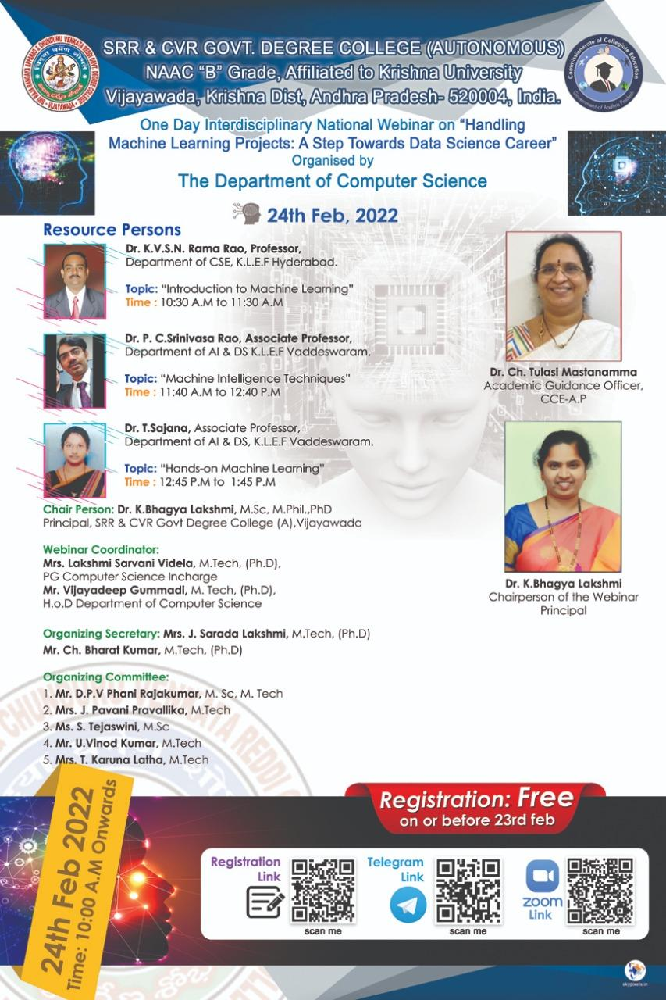 SRR & CVR GOVT. DEGREE COLLEGE (AUTONOMOUS)
NAAC “B” Grade, Affiliated to Krishna University
Vijayawada, Krishna Dist, Andhra Pradesh- 520004, India.
One Day Interdisciplinary National Webinar on “Handling
Machine Learning Projects: A Step Towards Data Science Career”
Organised by
The Department of Computer Science
24th Feb, 2022
Resource Persons
Dr. K.V.S.N. Rama Rao, Professor,
Department of CSE, K.L.E.F Hyderabad.
Topic: “Introduction to Machine Learning”
Time : 10:30 A.M to 11:30 A.M
Dr. P. C.Srinivasa Rao, Associate Professor,
Department of AI & DS K.L.E.F Vaddeswaram.
Topic: “Machine Intelligence Techniques”
Time : 11:40 A.M to 12:40 P.M
Dr. T.Sajana, Associate Professor,
Department of AI & DS, K.L.E.F Vaddeswaram.
Topic: “Hands-on Machine Learning”
Time : 12:45 P.M to 1:45 P.M
Dr. Ch. Tulasi Mastanamma
Academic Guidance Officer,
CCE-A.P
Chair Person: Dr. K.Bhagya Lakshmi, M.Sc, M.Phil.,PhD
Principal, SRR & CVR Govt Degree College (A),Vijayawada
Webinar Coordinator:
Mrs. Lakshmi Sarvani Videla, M.Tech, (Ph.D),
PG Computer Science Incharge
Mr. Vijayadeep Gummadi, M. Tech, (Ph.D),
H.o.D Department of Computer Science
Dr. K.Bhagya Lakshmi
Chairperson of the Webinar
Principal
Organizing Secretary: Mrs. J. Sarada Lakshmi, M.Tech, (Ph.D)
Mr. Ch. Bharat Kumar, M.Tech, (Ph.D)
Organizing Committee:
1. Mr. D.P.V Phani Rajakumar, M. Sc, M. Tech
2. Mrs. J. Pavani Pravallika, M.Tech
3. Ms. S. Tejaswini, M.Sc
4. Mr. U.Vinod Kumar, M.Tech
5. Mrs. T. Karuna Latha, M.Tech
24th Feb 2022
Time: 10:00 A.M Onwards
Registration: Free
on or before 23rd feb
Registration
Link
scan me
Telegram
Link
scan me
zoom
Link
scan me
Commissionerate of Collegiate Education
Government of Andhra Pradesh
skypixels.in